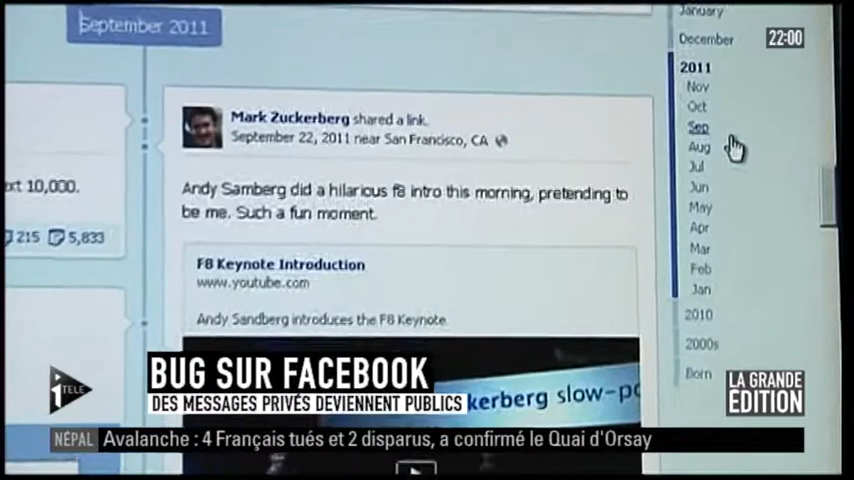 September 2011
January
December
22:00
2011
Nov
Oct
Sep
Aug
Jul
Jun
May
Apr
Mar
Feb
Jan
2010
2000s
Born
Mark Zuckerberg shared a link.
September 22, 2011 near San Francisco, CA
ext 10,000.
215 5,833
Andy Samberg did a hilarious f8 intro this morning, pretending to
be me. Such a fun moment.
F8 Keynote Introduction
www.youtube.com
Andy Sandberg introduces the F8 Keynote
kerberg slow-po
i TELE
BUG SUR FACEBOOK
DES MESSAGES PRIVÉS DEVIENNENT PUBLICS
LA GRANDE
ÉDITION
NÉPAL Avalanche : 4 Français tués et 2 disparus, a confirmé le Quai d'Orsay